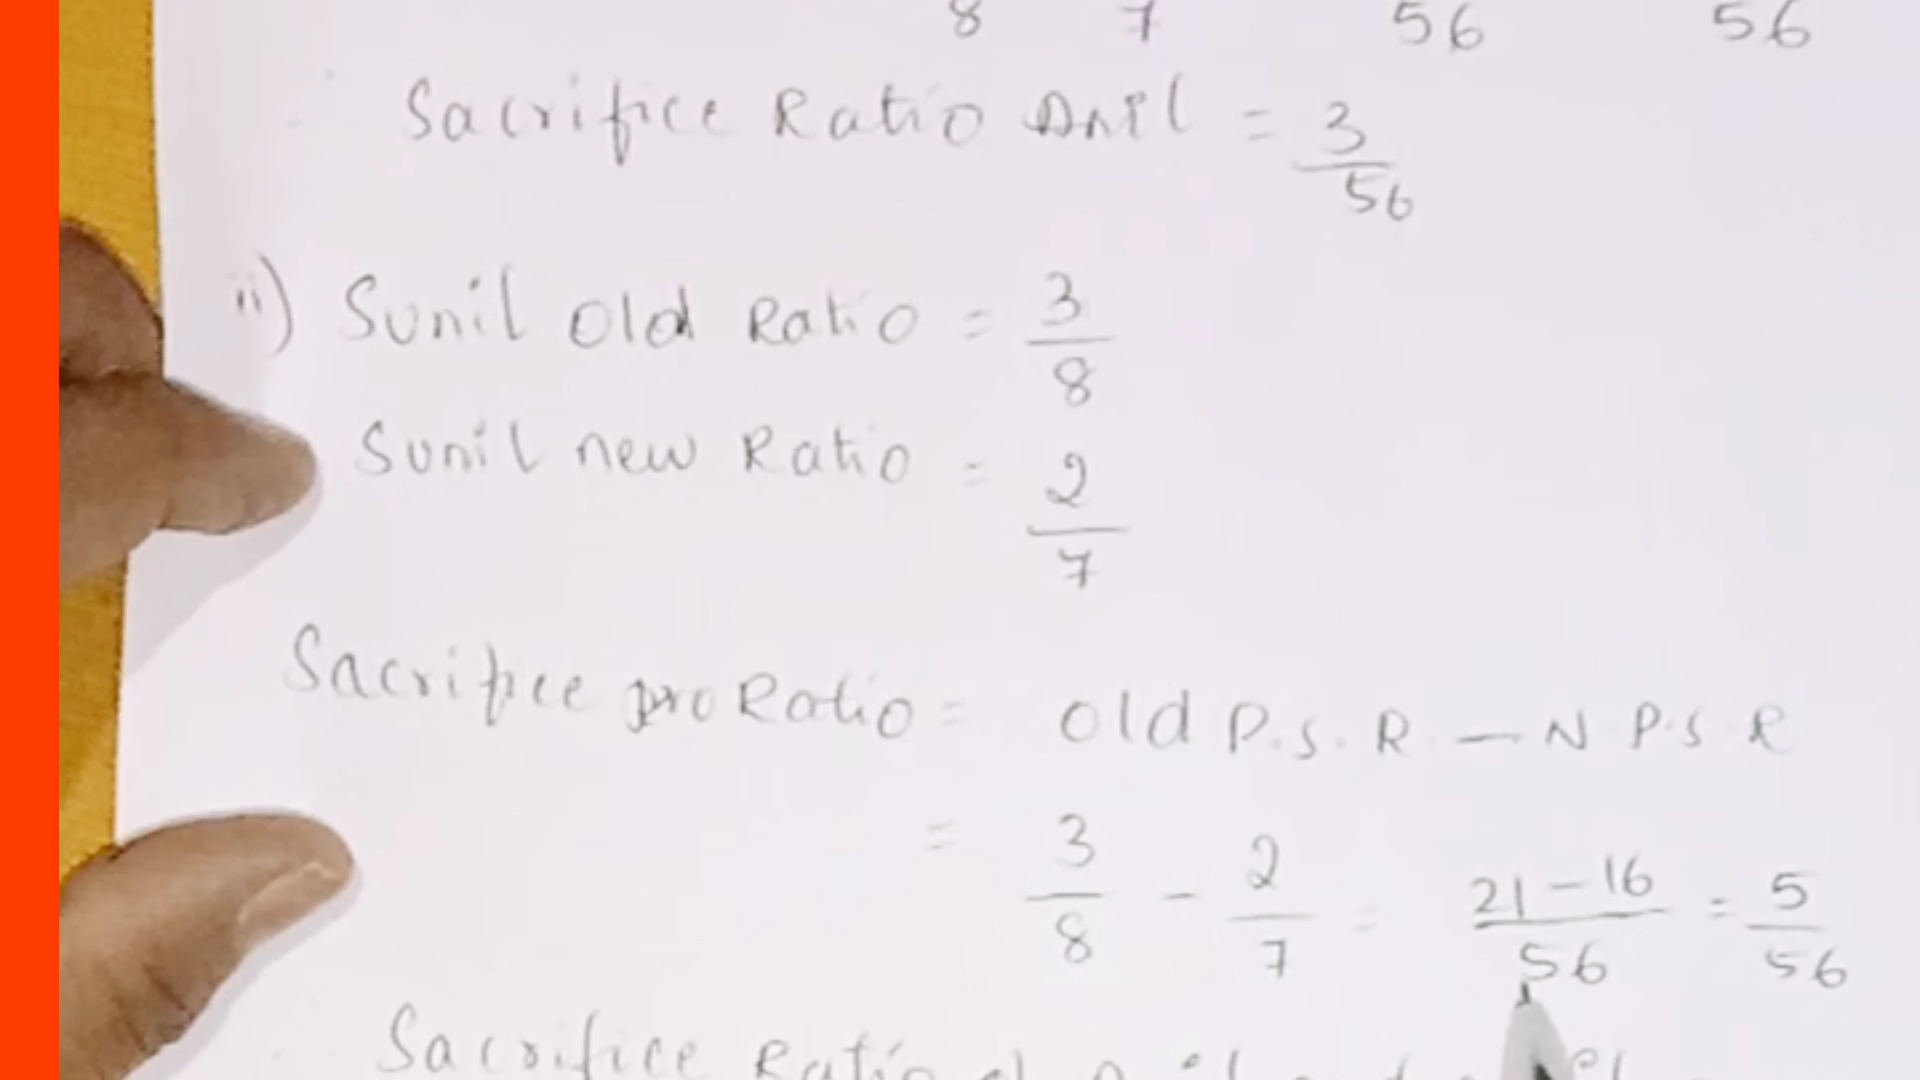 8 7 56 56
Sacrifice Ratio Anil = 3/56
ii) Sunil Old Ratio = 3/8
Sunil new Ratio = 2/7
Sacrifice Ratio = Old P.S.R. — N P.S.R
= 3/8 - 2/7 = 21-16/56 = 5/56
Sacrifice Ratio